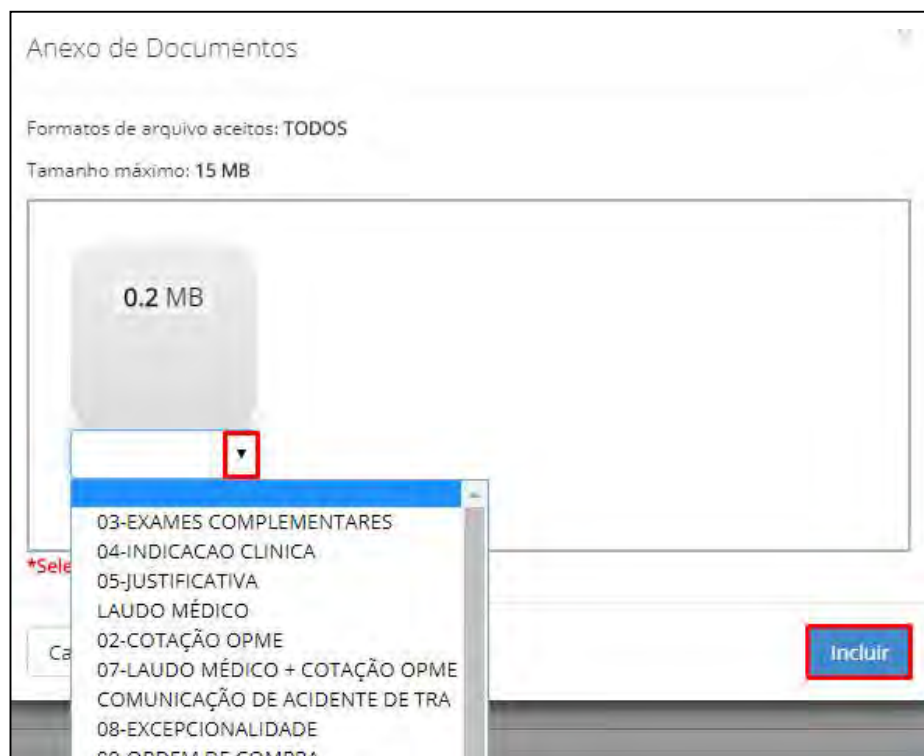 Anexo de Documentos
Formatos de arquivo aceitos: TODOS
Tamanho máximo: 15 MB
0.2 MB
03-EXAMES COMPLEMENTARES
04-INDICACAO CLINICA
*Sele
05-JUSTIFICATIVA
LAUDO MÉDICO
02-COTAÇÃO OPME
Ca
Incluir
07-LAUDO MÉDICO + COTAÇÃO OPME
COMUNICAÇÃO DE ACIDENTE DE TRA
08-EXCEPCIONALIDADE